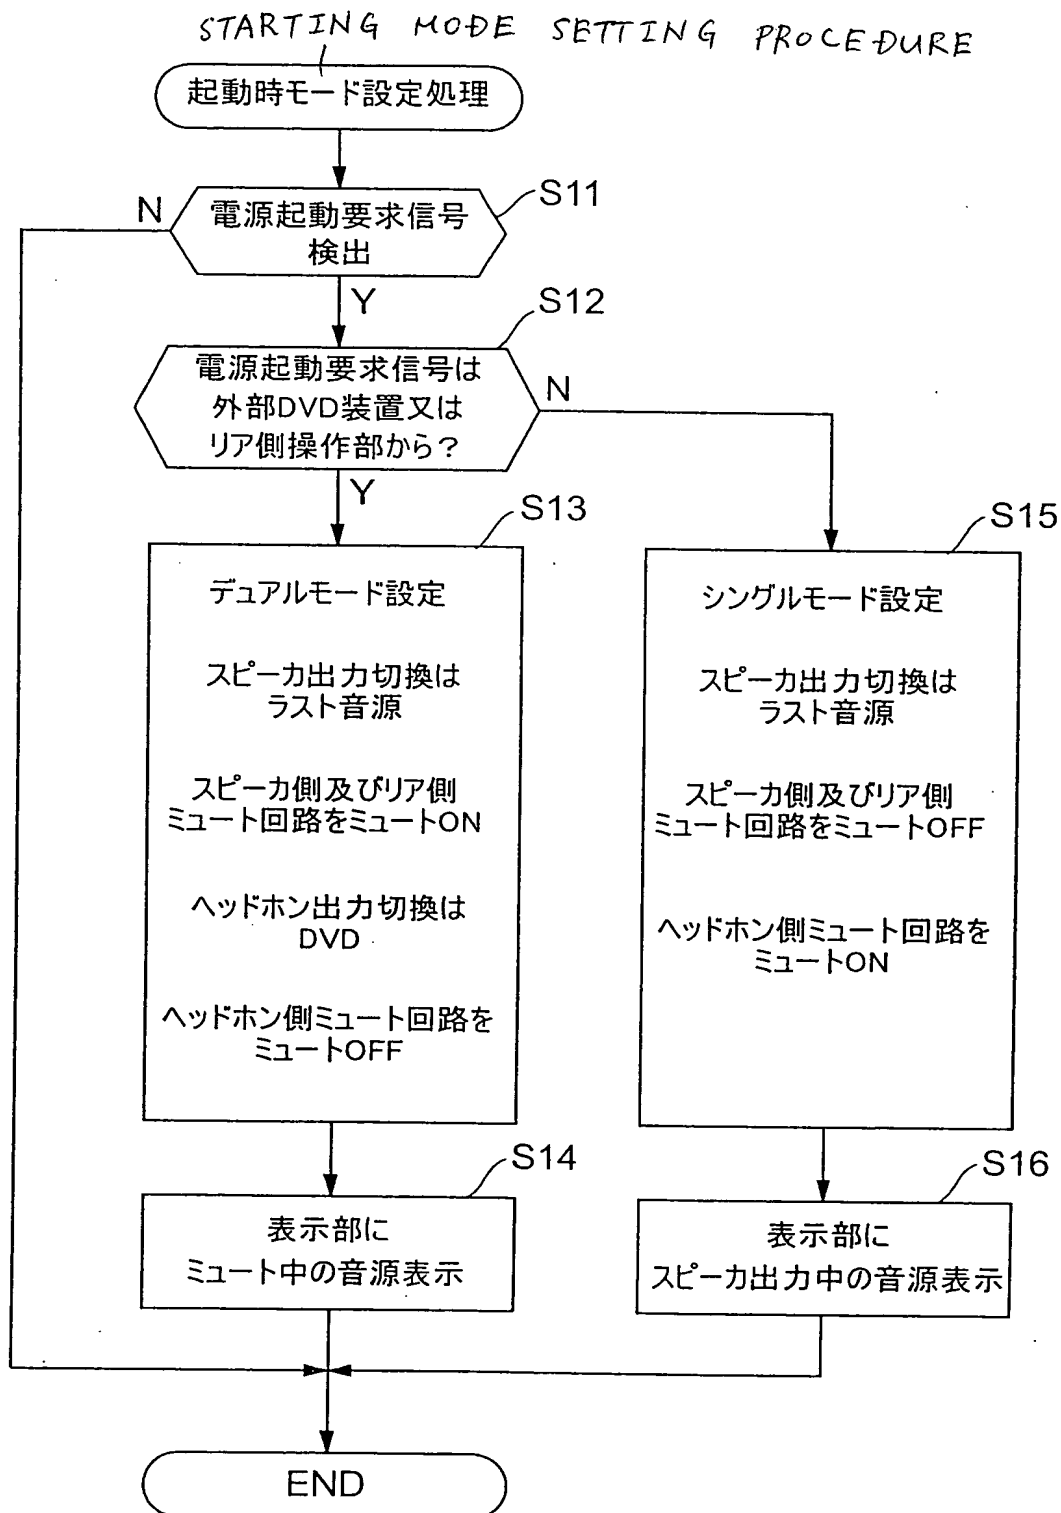 STARTING MODE SETTING PROCEDURE
起動時モード設定処理
S11
N
電源起動要求信号
検出
Y
S12
電源起動要求信号は
外部DVD装置又は
リア側操作部から?
N
Y
S13
デュアルモード設定
スピーカ出力切換は
ラスト音源
スピーカ側及びリア側
ミュート回路をミュートON
ヘッドホン出力切換は
DVD
ヘッドホン側ミュート回路を
ミュートOFF
S15
シングルモード設定
スピーカ出力切換は
ラスト音源
スピーカ側及びリア側
ミュート回路をミュートOFF
ヘッドホン側ミュート回路を
ミュートON
S14
表示部に
ミュート中の音源表示
S16
表示部に
スピーカ出力中の音源表示
END